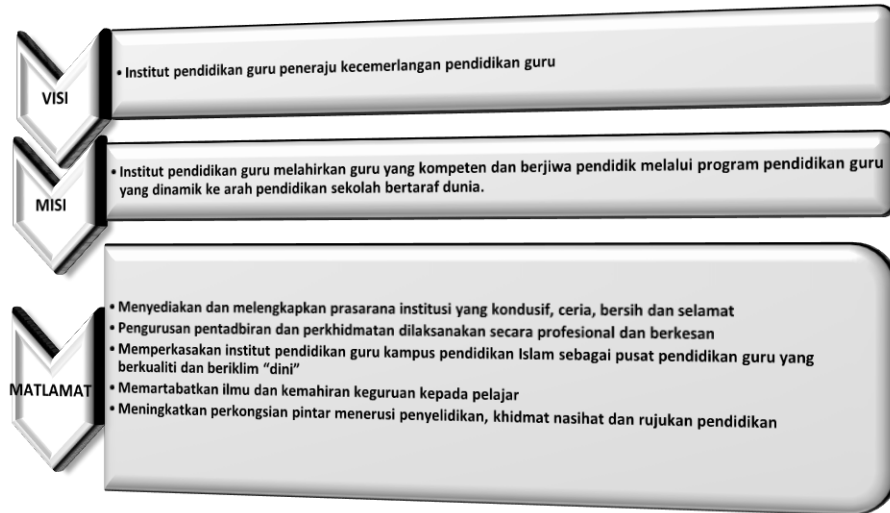 VISI
• Institut pendidikan guru peneraju kecemerlangan pendidikan guru
MISI
• Institut pendidikan guru melahirkan guru yang kompeten dan berjiwa pendidik melalui program pendidikan guru
yang dinamik ke arah pendidikan sekolah bertaraf dunia.
MATLAMAT
• Menyediakan dan melengkapkan prasarana institusi yang kondusif, ceria, bersih dan selamat
• Pengurusan pentadbiran dan perkhidmatan dilaksanakan secara profesional dan berkesan
• Memperkasakan institut pendidikan guru kampus pendidikan Islam sebagai pusat pendidikan guru yang
berkualiti dan beriklim “dini”
• Memartabatkan ilmu dan kemahiran keguruan kepada pelajar
• Meningkatkan perkongsian pintar menerusi penyelidikan, khidmat nasihat dan rujukan pendidikan